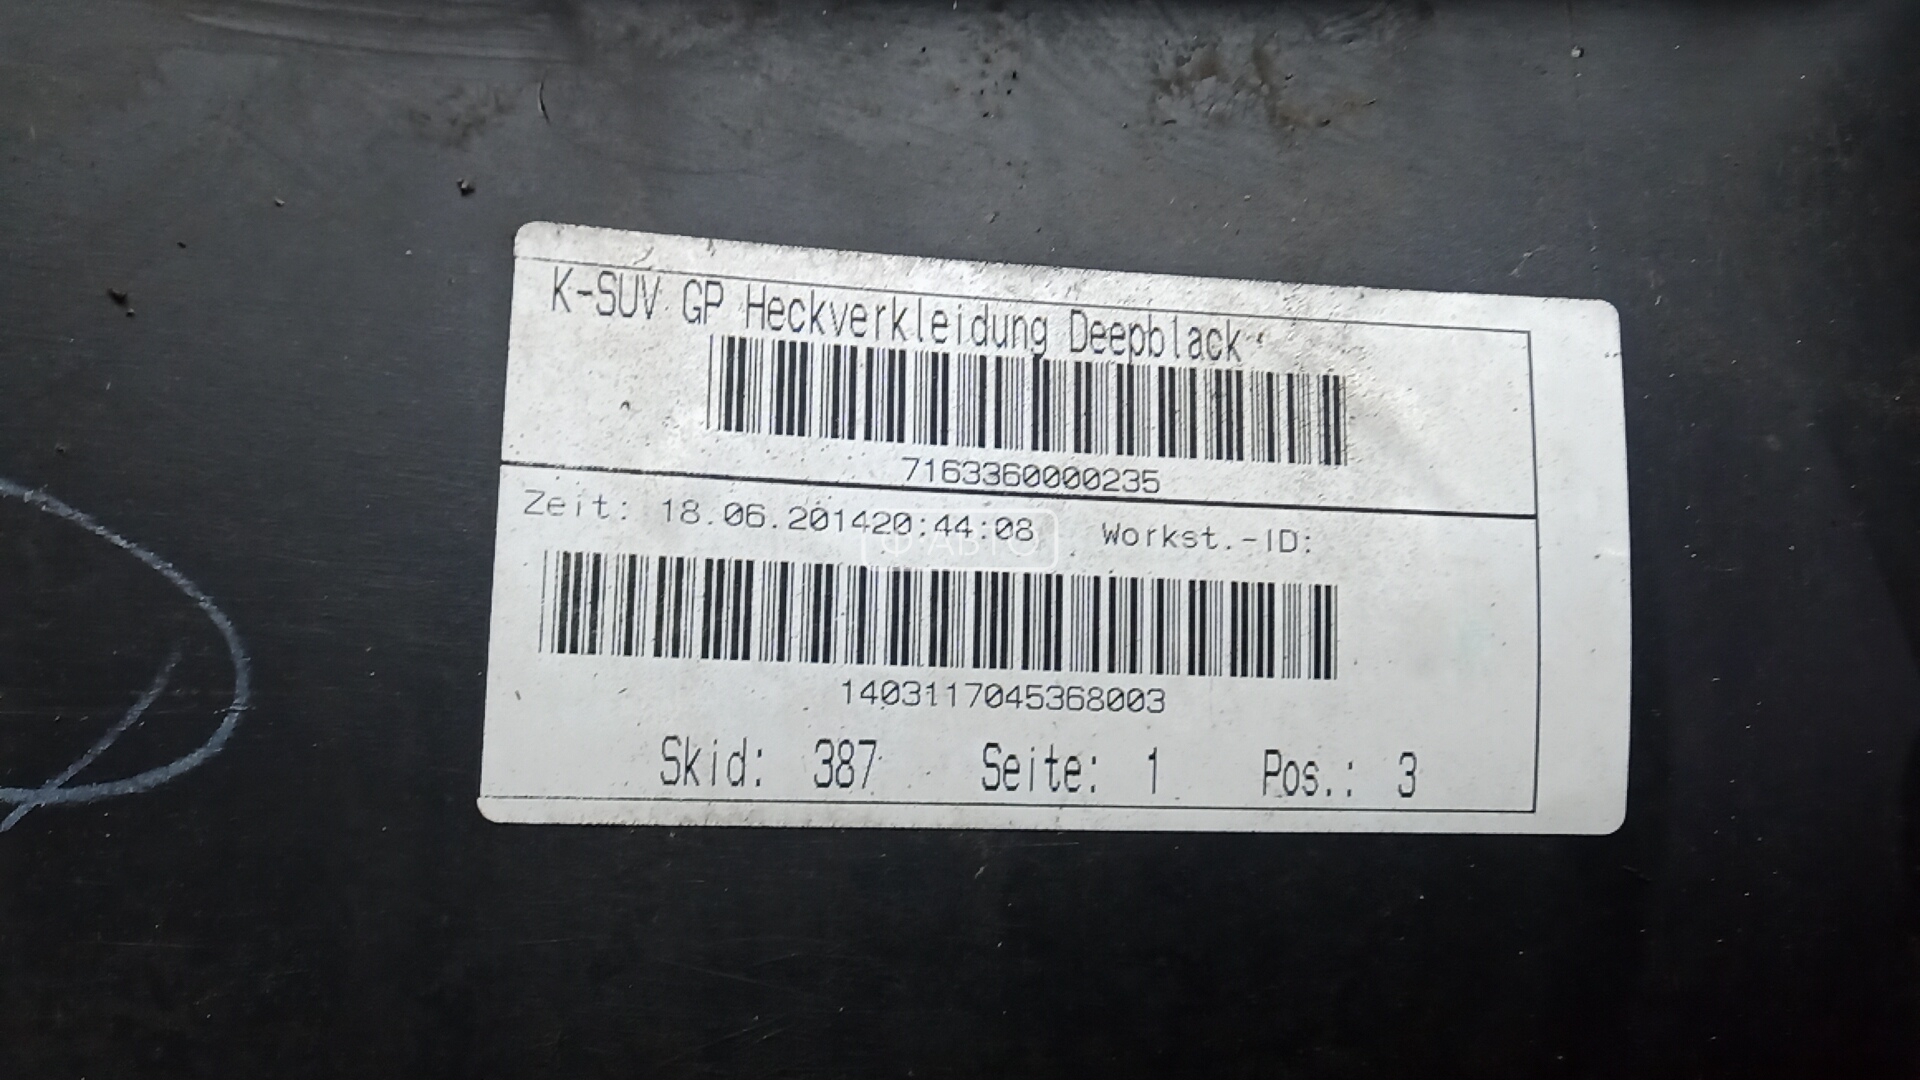 K-SUV GP Heckverkleidung Deepblack
7163360000235
Zeit: 18.06.201420:44:08 Workst.-ID:
Ф АВТО
1403117045368003
Skid: 387 Seite: 1 Pos.: 3